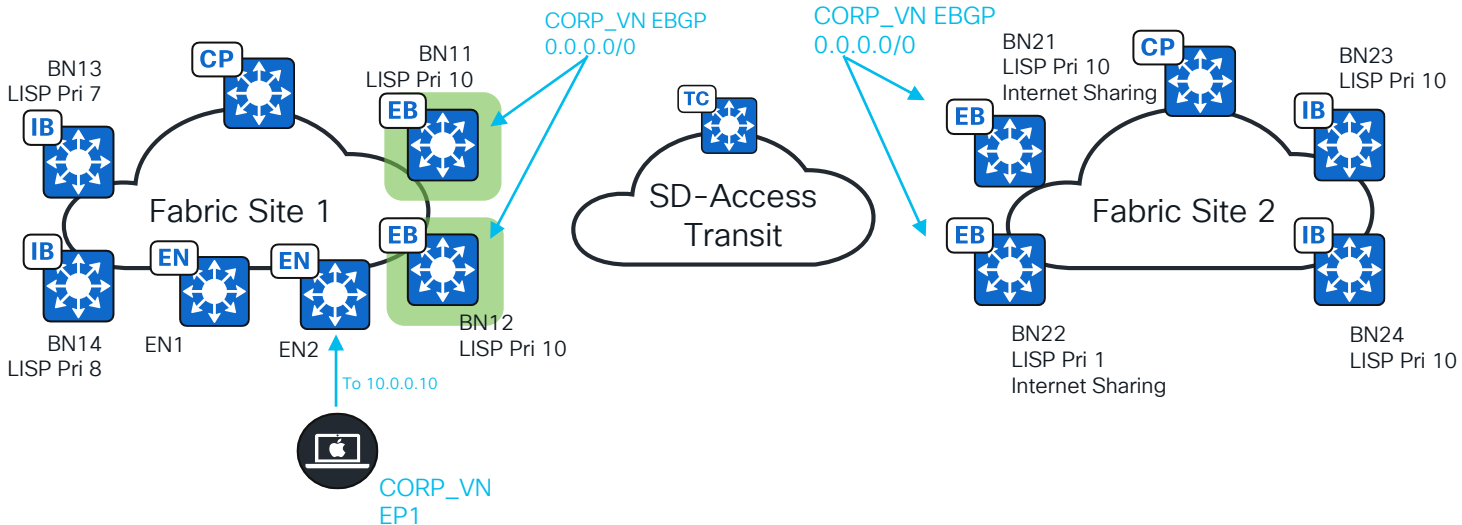 CORP_VN EBGP
0.0.0.0/0
CORP_VN EBGP
0.0.0.0/0
BN13
LISP Pri 7
CP
BN11
LISP Pri 10
EB
IB
Fabric Site 1
IB
EN
EN
EB
BN14
LISP Pri 8
EN1
EN2
BN12
LISP Pri 10
To 10.0.0.10
CORP_VN
EP1
TC
SD-Access
Transit
BN21
LISP Pri 10
Internet Sharing
CP
BN23
LISP Pri 10
EB
IB
Fabric Site 2
EB
IB
BN22
LISP Pri 1
Internet Sharing
BN24
LISP Pri 10